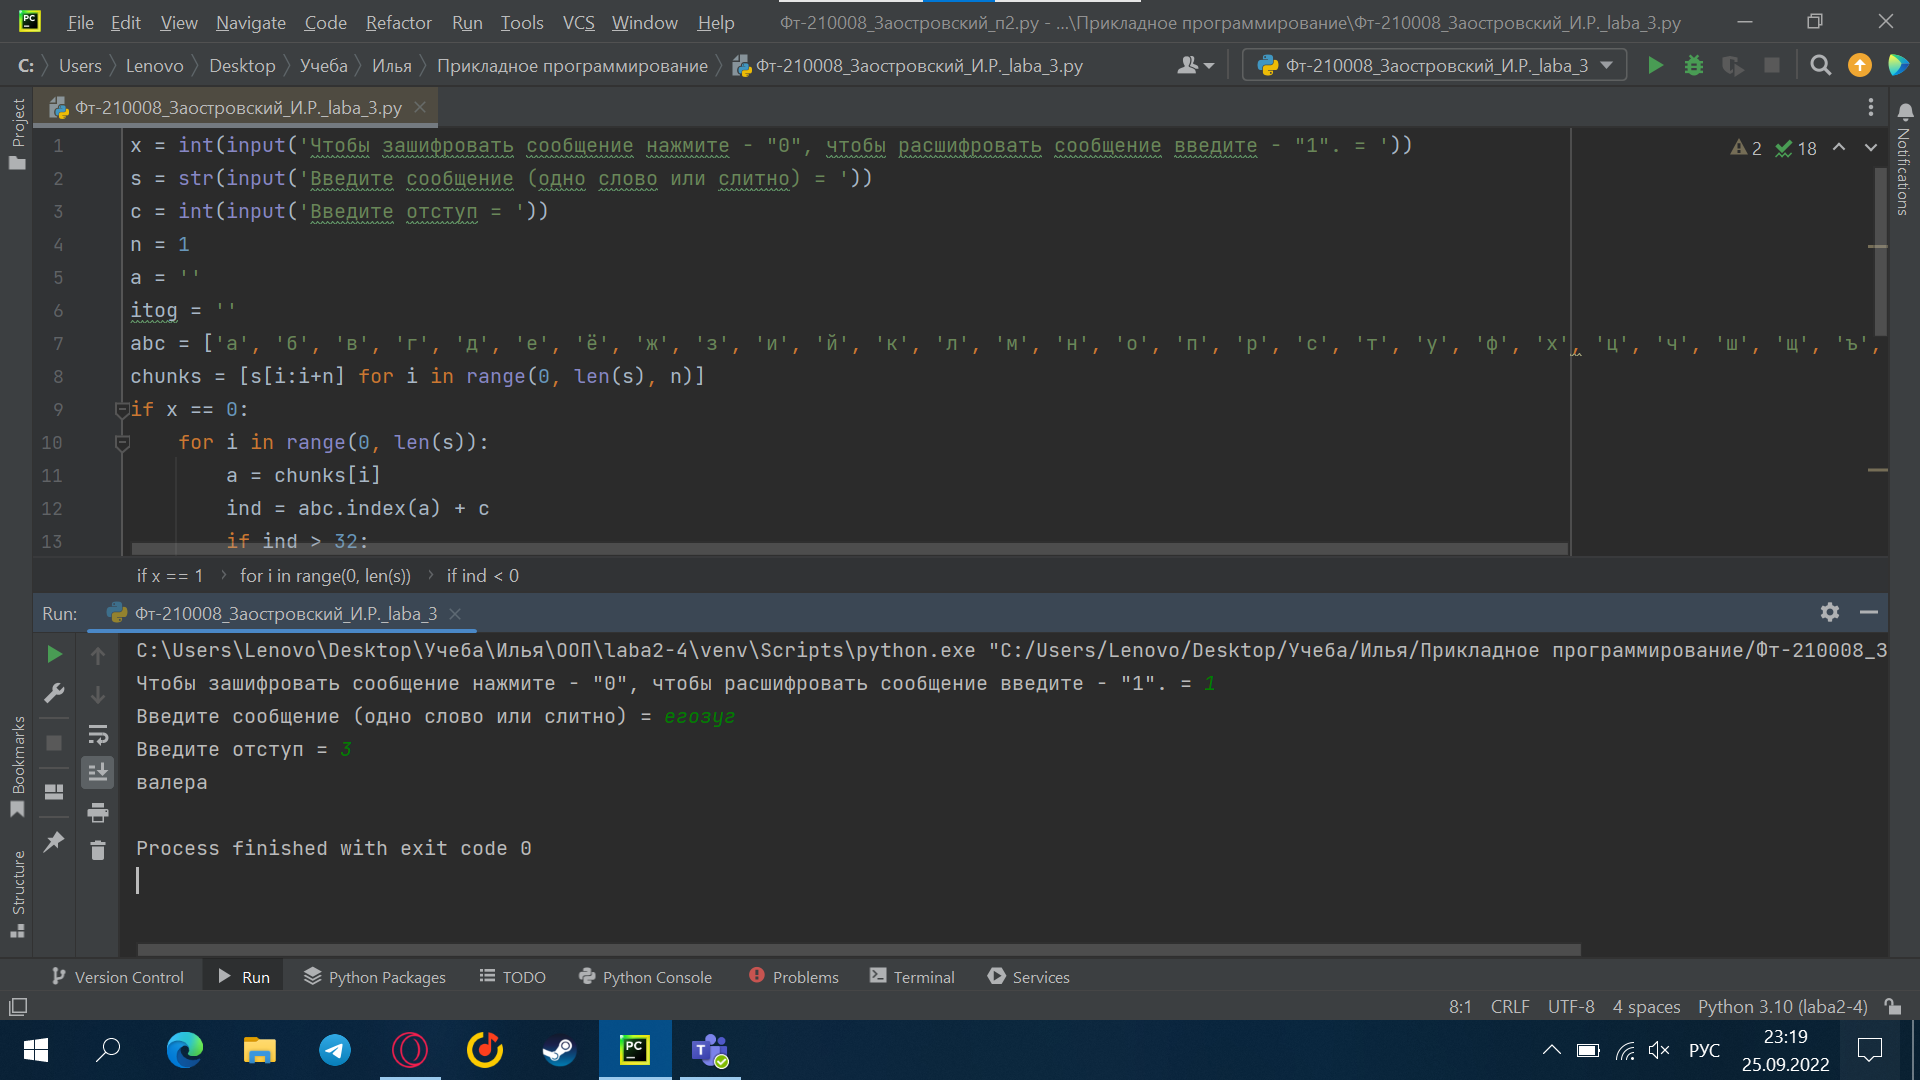 File Edit View Navigate Code Refactor Run Tools VCS Window Help Фт-210008_Заостровский_п2.py - ...\Прикладное программирование\Фт-210008_Заостровский_И.Р._laba_3.py
C: Users Lenovo Desktop Учеба Илья Прикладное программирование Фт-210008_Заостровский_И.Р._laba_3.py Фт-210008_Заостровский_И.Р._laba_3
Project
Фт-210008_Заостровский_И.Р._laba_3.py
Notifications
2 18
1 x = int(input('Чтобы зашифровать сообщение нажмите - "0", чтобы расшифровать сообщение введите - "1". = '))
2 s = str(input('Введите сообщение (одно слово или слитно) = '))
3 c = int(input('Введите отступ = '))
4 n = 1
5 a = ''
6 itog = ''
7 abc = ['а', 'б', 'в', 'г', 'д', 'е', 'ё', 'ж', 'з', 'и', 'й', 'к', 'л', 'м', 'н', 'о', 'п', 'р', 'с', 'т', 'у', 'ф', 'х', 'ц', 'ч', 'ш', 'щ', 'ъ',
8 chunks = [s[i:i+n] for i in range(0, len(s), n)]
9 if x == 0:
10 for i in range(0, len(s)):
11 a = chunks[i]
12 ind = abc.index(a) + c
13 if ind > 32:
if x == 1 for i in range(0, len(s)) if ind < 0
Run: Фт-210008_Заостровский_И.Р._laba_3
C:\Users\Lenovo\Desktop\Учеба\Илья\ООП\laba2-4\venv\Scripts\python.exe "C:/Users/Lenovo/Desktop/Учеба/Илья/Прикладное программирование/Фт-210008_З
Чтобы зашифровать сообщение нажмите - "0", чтобы расшифровать сообщение введите - "1". = 1
Введите сообщение (одно слово или слитно) = егозуг
Введите отступ = 3
валера
Process finished with exit code 0
Bookmarks
Structure
Version Control Run Python Packages TODO Python Console Problems Terminal Services
8:1 CRLF UTF-8 4 spaces Python 3.10 (laba2-4)
РУС 23:19
25.09.2022